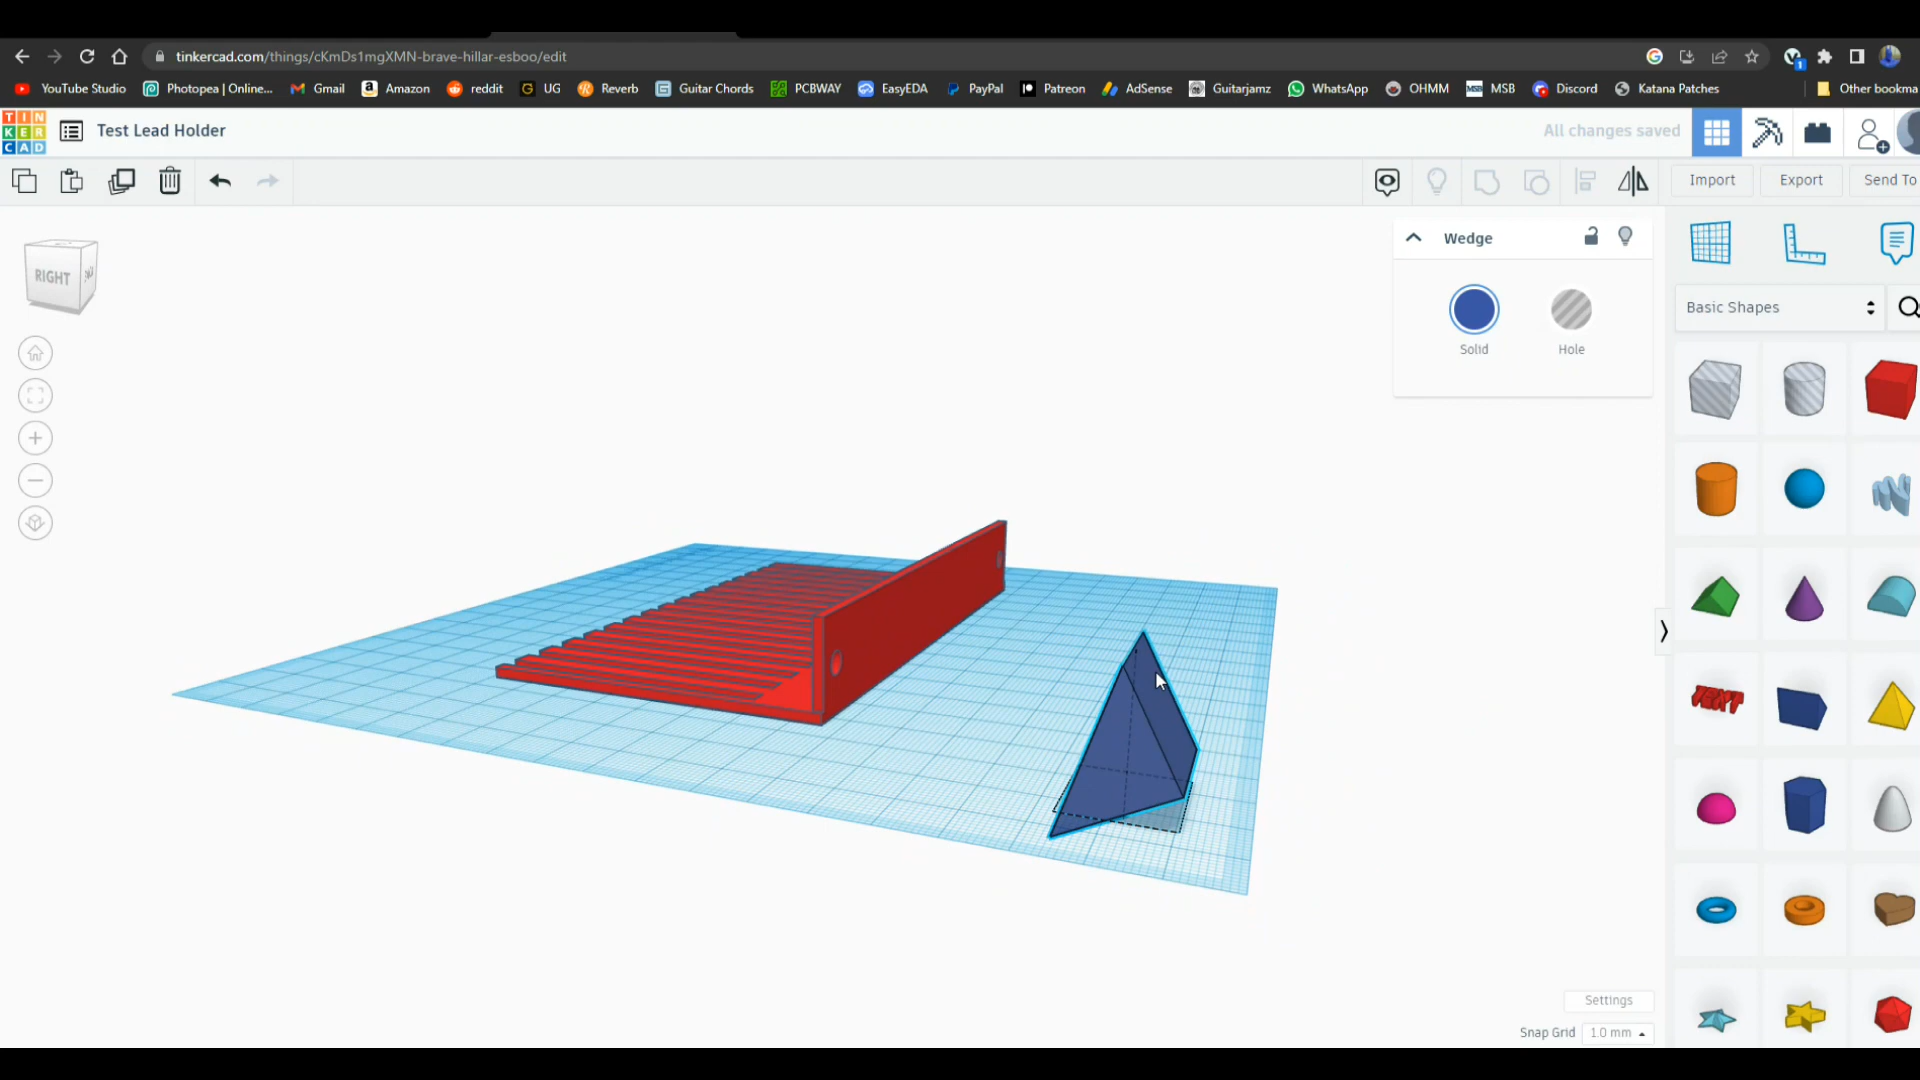 tinkercad.com/things/cKmDs1mgXMN-brave-hillar-esboo/edit
1
YouTube Studio
Photopea | Online...
Gmail
Amazon
reddit
UG
Reverb
Guitar Chords
PCBWAY
EasyEDA
PayPal
Patreon
AdSense
Guitarjamz
WhatsApp
OHMM
MSB
Discord
Katana Patches
Other bookma
TIN
KER
CAD
Test Lead Holder
All changes saved
Import
Export
Send To
RIGHT
Wedge
Solid
Hole
Basic Shapes
TEXT
Settings
Snap Grid
1.0 mm